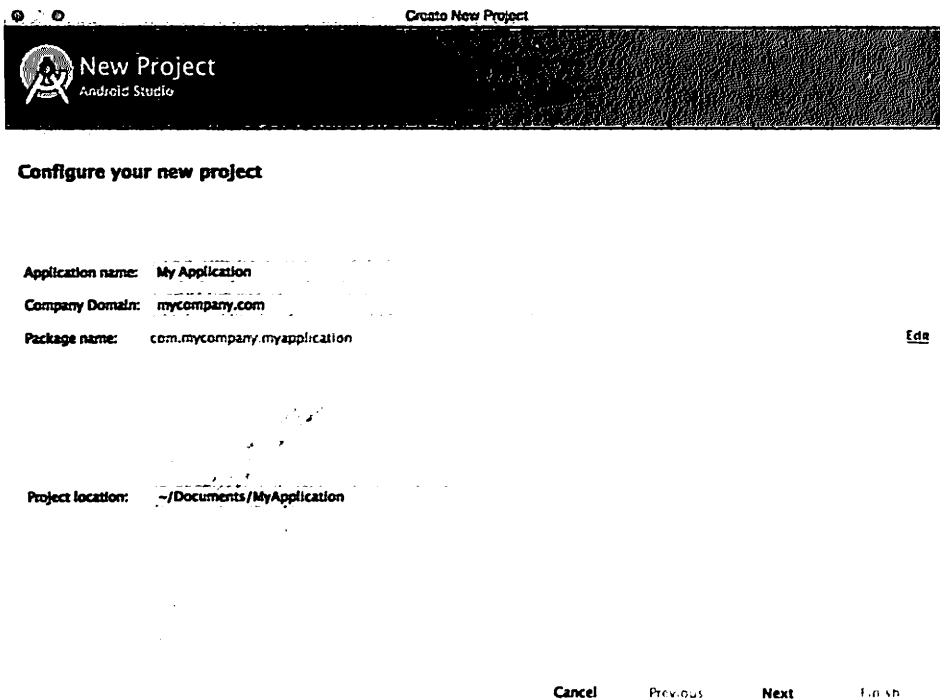 Create New Project
New Project
Android Studio
Configure your new project
Application name: My Application
Company Domain: mycompany.com
Package name: com.mycompany.myapplication Edit
Project location: ~/Documents/MyApplication
Cancel Previous Next Finish